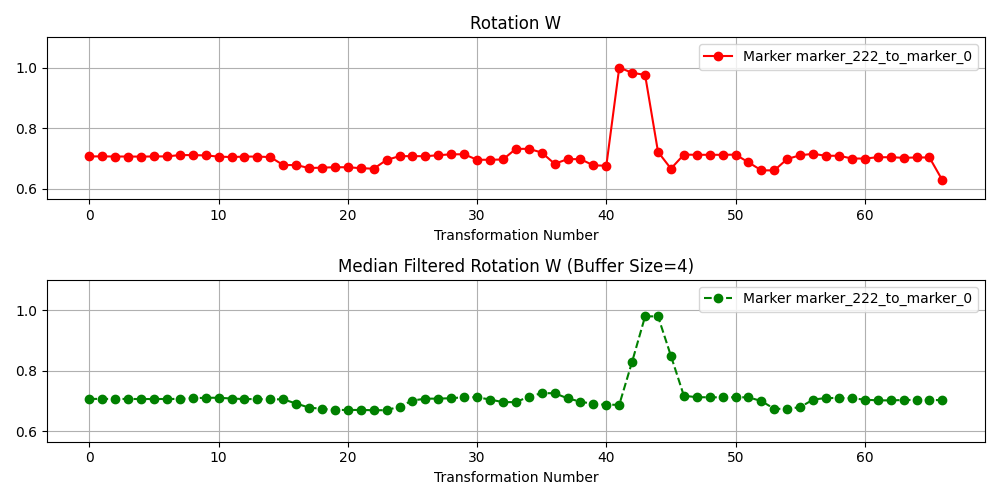 Rotation W
Marker marker_222_to_marker_0
1.0
0.8
0.6
0 10 20 30 40 50 60
Transformation Number
Median Filtered Rotation W (Buffer Size=4)
Marker marker_222_to_marker_0
1.0
0.8
0.6
0 10 20 30 40 50 60
Transformation Number